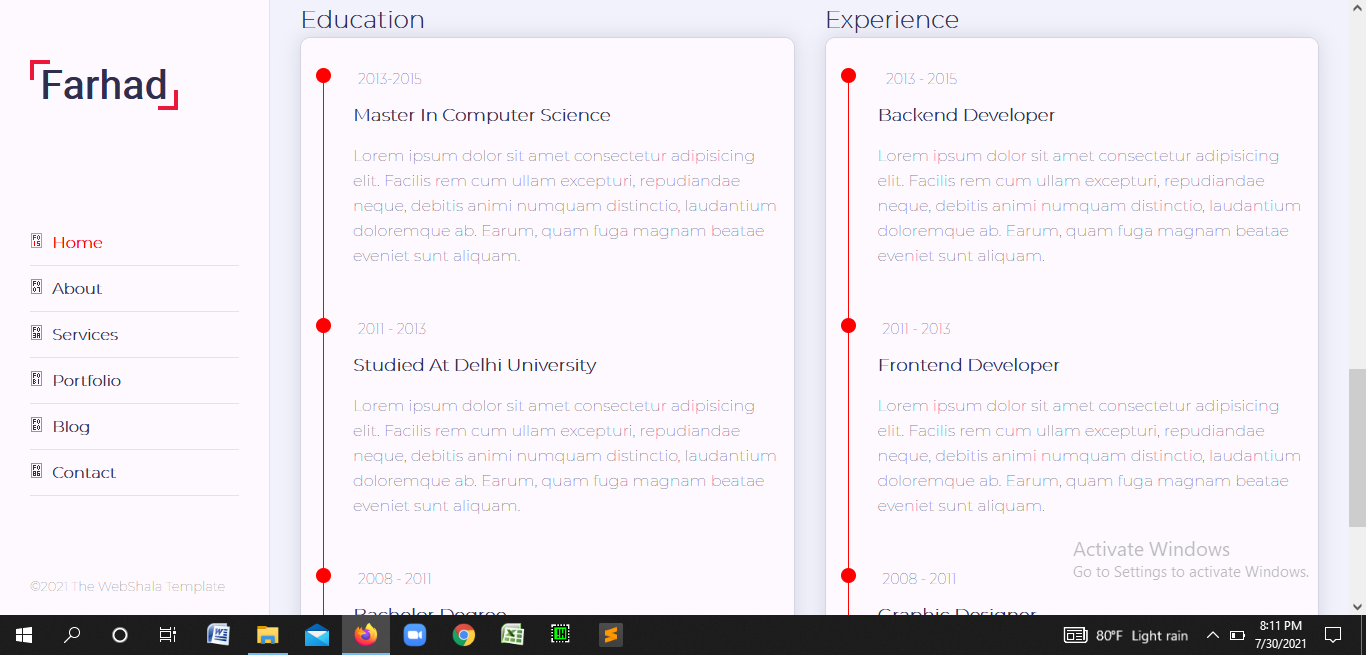 Farhad
Home
About
Services
Portfolio
Blog
Contact
©2021 The WebShala Template
Education
2013-2015
Master In Computer Science
Lorem ipsum dolor sit amet consectetur adipisicing
elit. Facilis rem cum ullam excepturi, repudiandae
neque, debitis animi numquam distinctio, laudantium
doloremque ab. Earum, quam fuga magnam beatae
eveniet sunt aliquam.
2011 - 2013
Studied At Delhi University
Lorem ipsum dolor sit amet consectetur adipisicing
elit. Facilis rem cum ullam excepturi, repudiandae
neque, debitis animi numquam distinctio, laudantium
doloremque ab. Earum, quam fuga magnam beatae
eveniet sunt aliquam.
2008 - 2011
Bachelor Degree
Experience
2013 - 2015
Backend Developer
Lorem ipsum dolor sit amet consectetur adipisicing
elit. Facilis rem cum ullam excepturi, repudiandae
neque, debitis animi numquam distinctio, laudantium
doloremque ab. Earum, quam fuga magnam beatae
eveniet sunt aliquam.
2011 - 2013
Frontend Developer
Lorem ipsum dolor sit amet consectetur adipisicing
elit. Facilis rem cum ullam excepturi, repudiandae
neque, debitis animi numquam distinctio, laudantium
doloremque ab. Earum, quam fuga magnam beatae
eveniet sunt aliquam.
2008 - 2011
Graphic Designer
Activate Windows
Go to Settings to activate Windows.
80°F Light rain
8:11 PM
7/30/2021